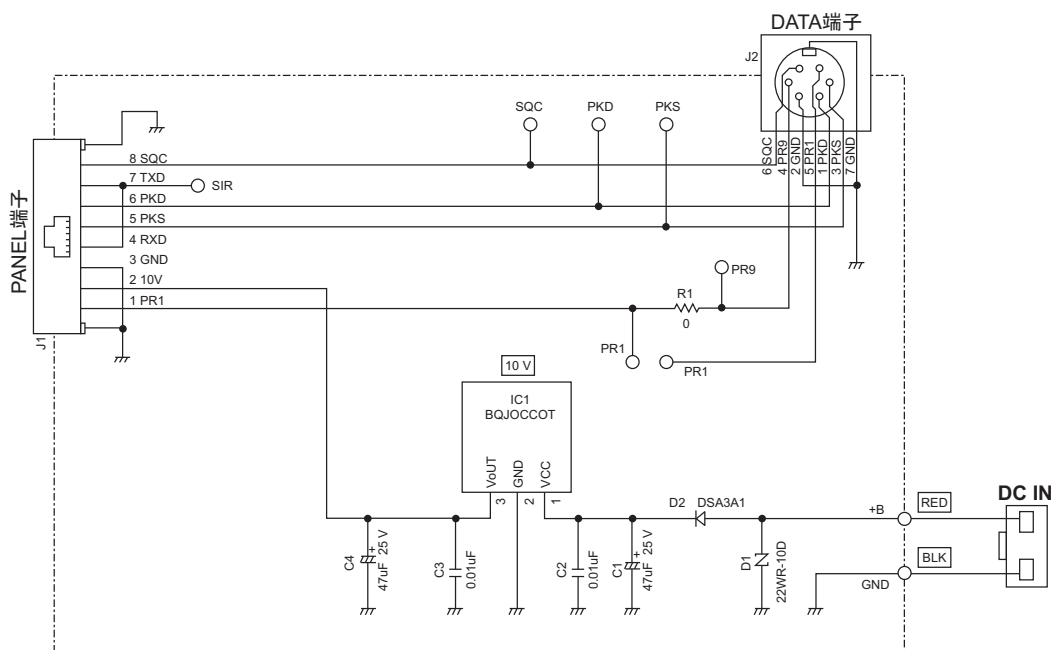 DATA端子
J2
SQC
PKD
PKS
6 SQC
4 PR9
2 GND
5 PR1
1 PKD
3 PKS
7 GND
PANEL端子
J1
8 SQC
7 TXD
SIR
6 PKD
5 PKS
4 RXD
3 GND
2 10V
1 PR1
PR9
R1
0
PR1
PR1
10 V
IC1
BQJOCCOT
VoUT
GND
VCC
3
2
1
D2 DSA3A1
+B
RED
DC IN
BLK
GND
C4
47uF 25 V
+
C3
0.01uF
C2
0.01uF
C1
47uF 25 V
+
D1
22WR-10D